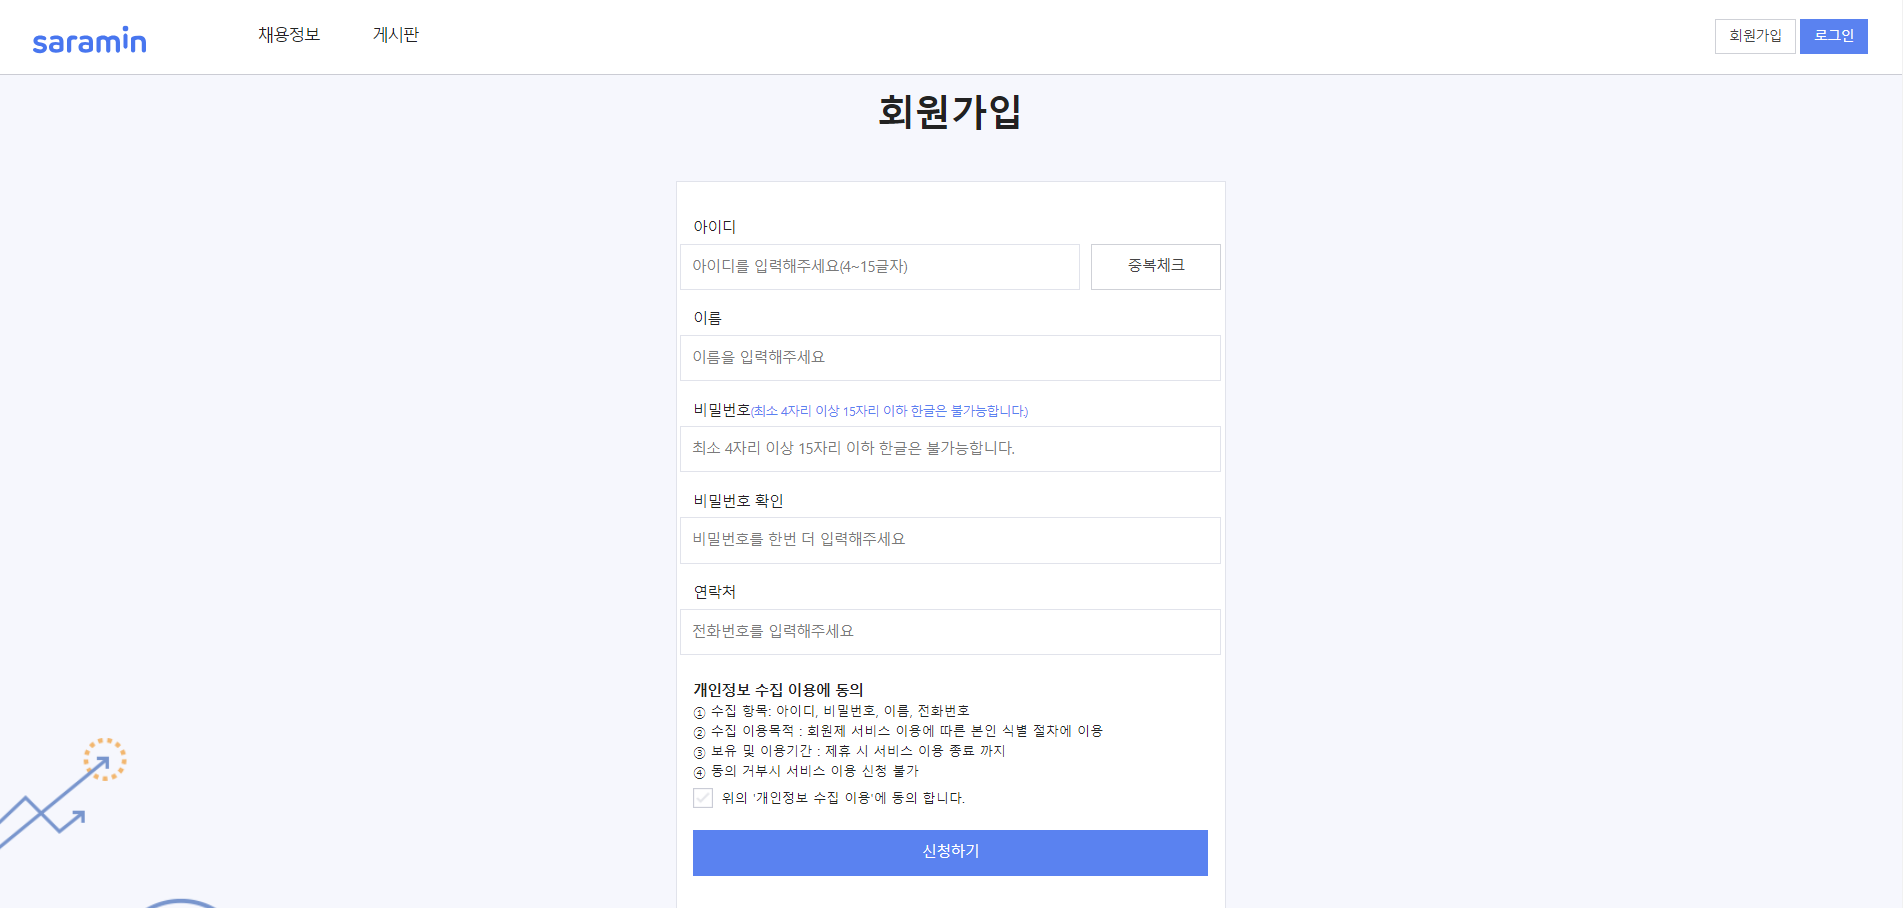 saramin
채용정보
게시판
회원가입
로그인
회원가입
아이디
아이디를 입력해주세요(4~15글자)
중복체크
이름
이름을 입력해주세요
비밀번호(최소 4자리 이상 15자리 이하 한글은 불가능합니다.)
최소 4자리 이상 15자리 이하 한글은 불가능합니다.
비밀번호 확인
비밀번호를 한번 더 입력해주세요
연락처
전화번호를 입력해주세요
개인정보 수집 이용에 동의
① 수집 항목: 아이디, 비밀번호, 이름, 전화번호
② 수집 이용목적 : 회원제 서비스 이용에 따른 본인 식별 절차에 이용
③ 보유 및 이용기간 : 제휴 시 서비스 이용 종료 까지
④ 동의 거부시 서비스 이용 신청 불가
위의 '개인정보 수집 이용'에 동의 합니다.
신청하기